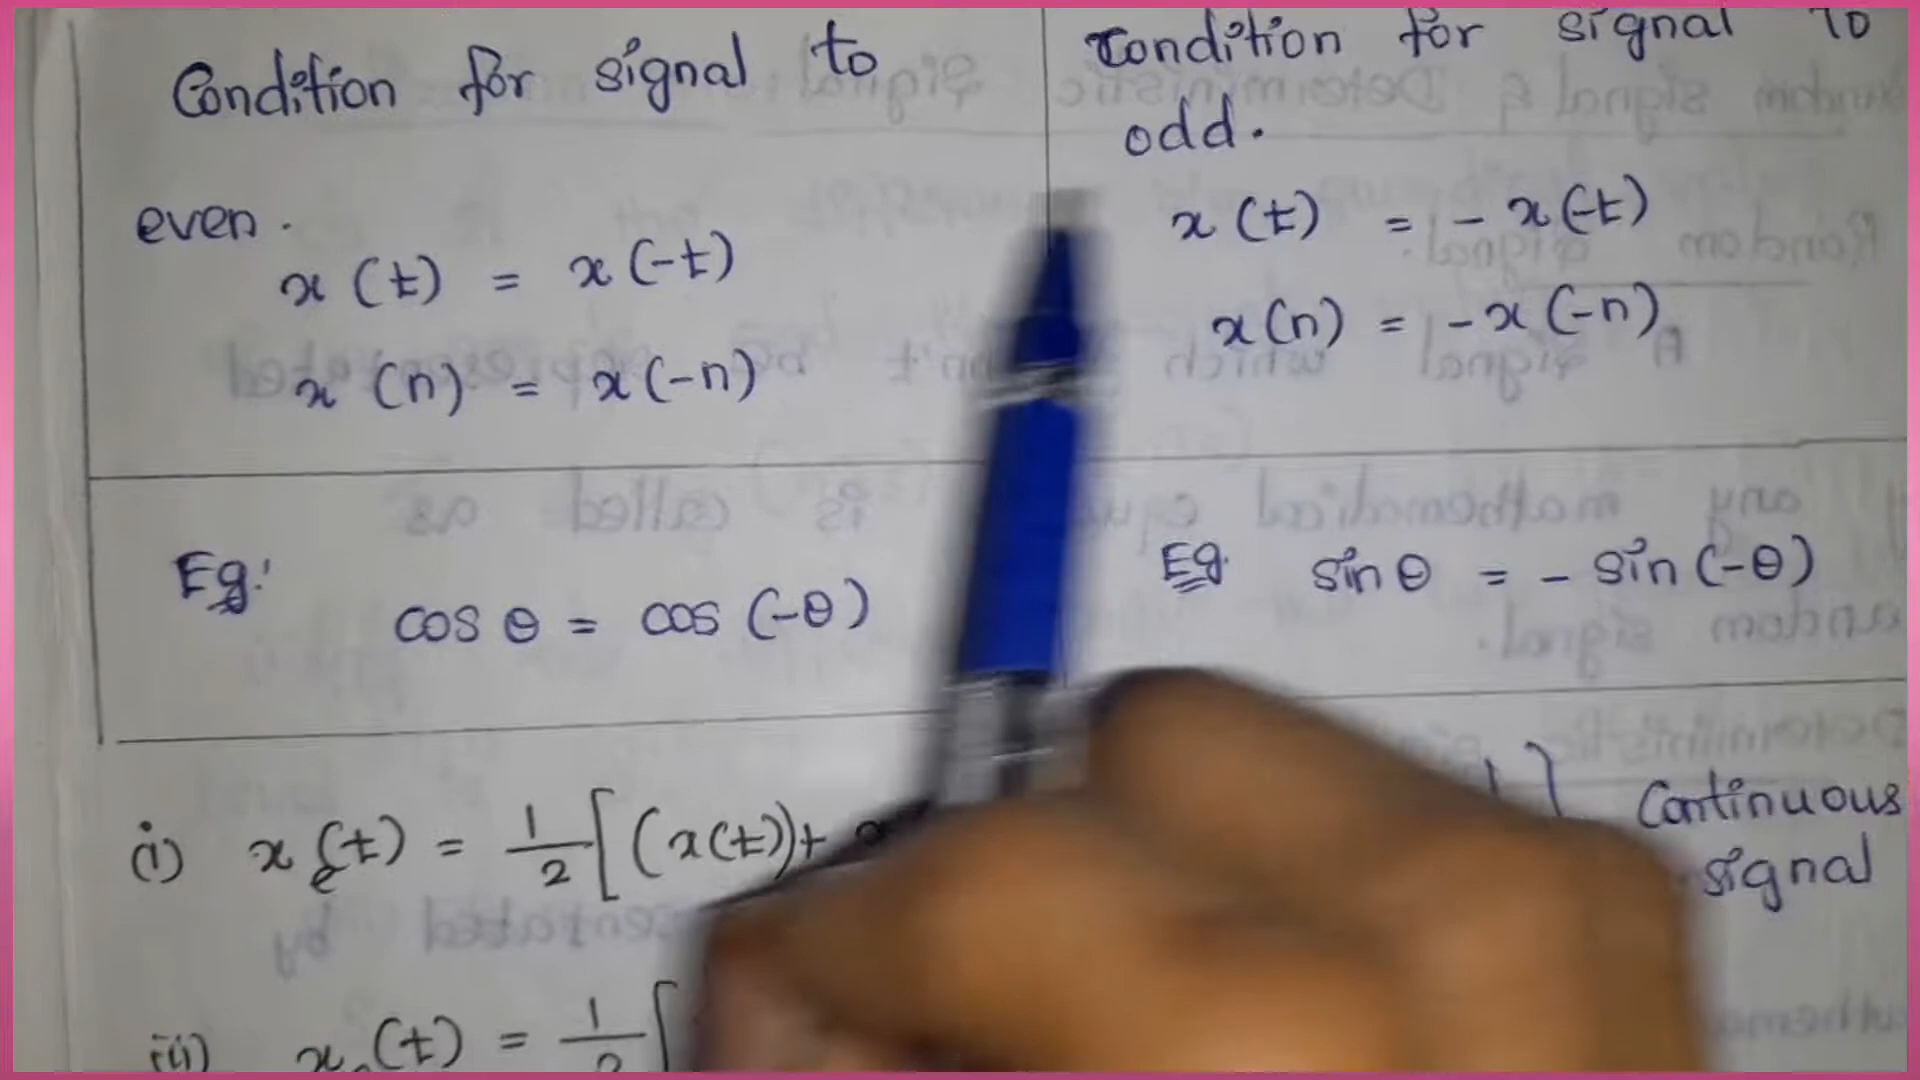 Condition for signal to
even.
x(t) = x(-t)
x(n) = x(-n)
Condition for signal to
odd.
x(t) = - x(-t)
x(n) = -x(-n)
Eg:
cos θ = cos (-θ)
Eg. sin θ = - sin (-θ)
(i) xₑ(t) = 1/2 [(x(t))+
Continuous
signal
(ii) (t) = 1/2 [